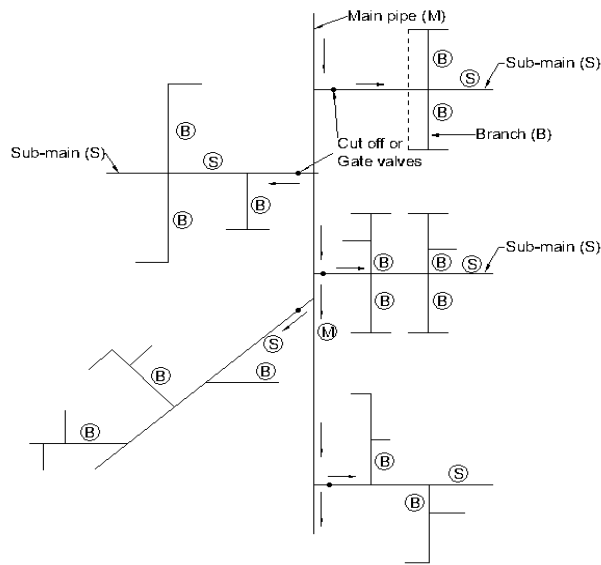 Main pipe (M)
B
S
Sub-main (S)
B
B
Cut off or
Gate valves
Branch (B)
Sub-main (S)
S
B
B
B
B
B
S
Sub-main (S)
B
B
M
S
B
B
B
B
S
B